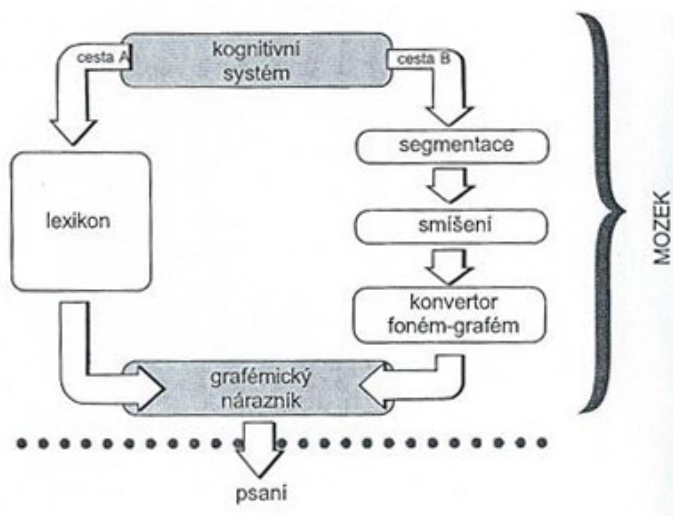 cesta A
kognitivní
systém
cesta B
segmentace
lexikon
smíšení
konvertor
foném-grafém
grafémický
nárazník
psaní
MOZEK